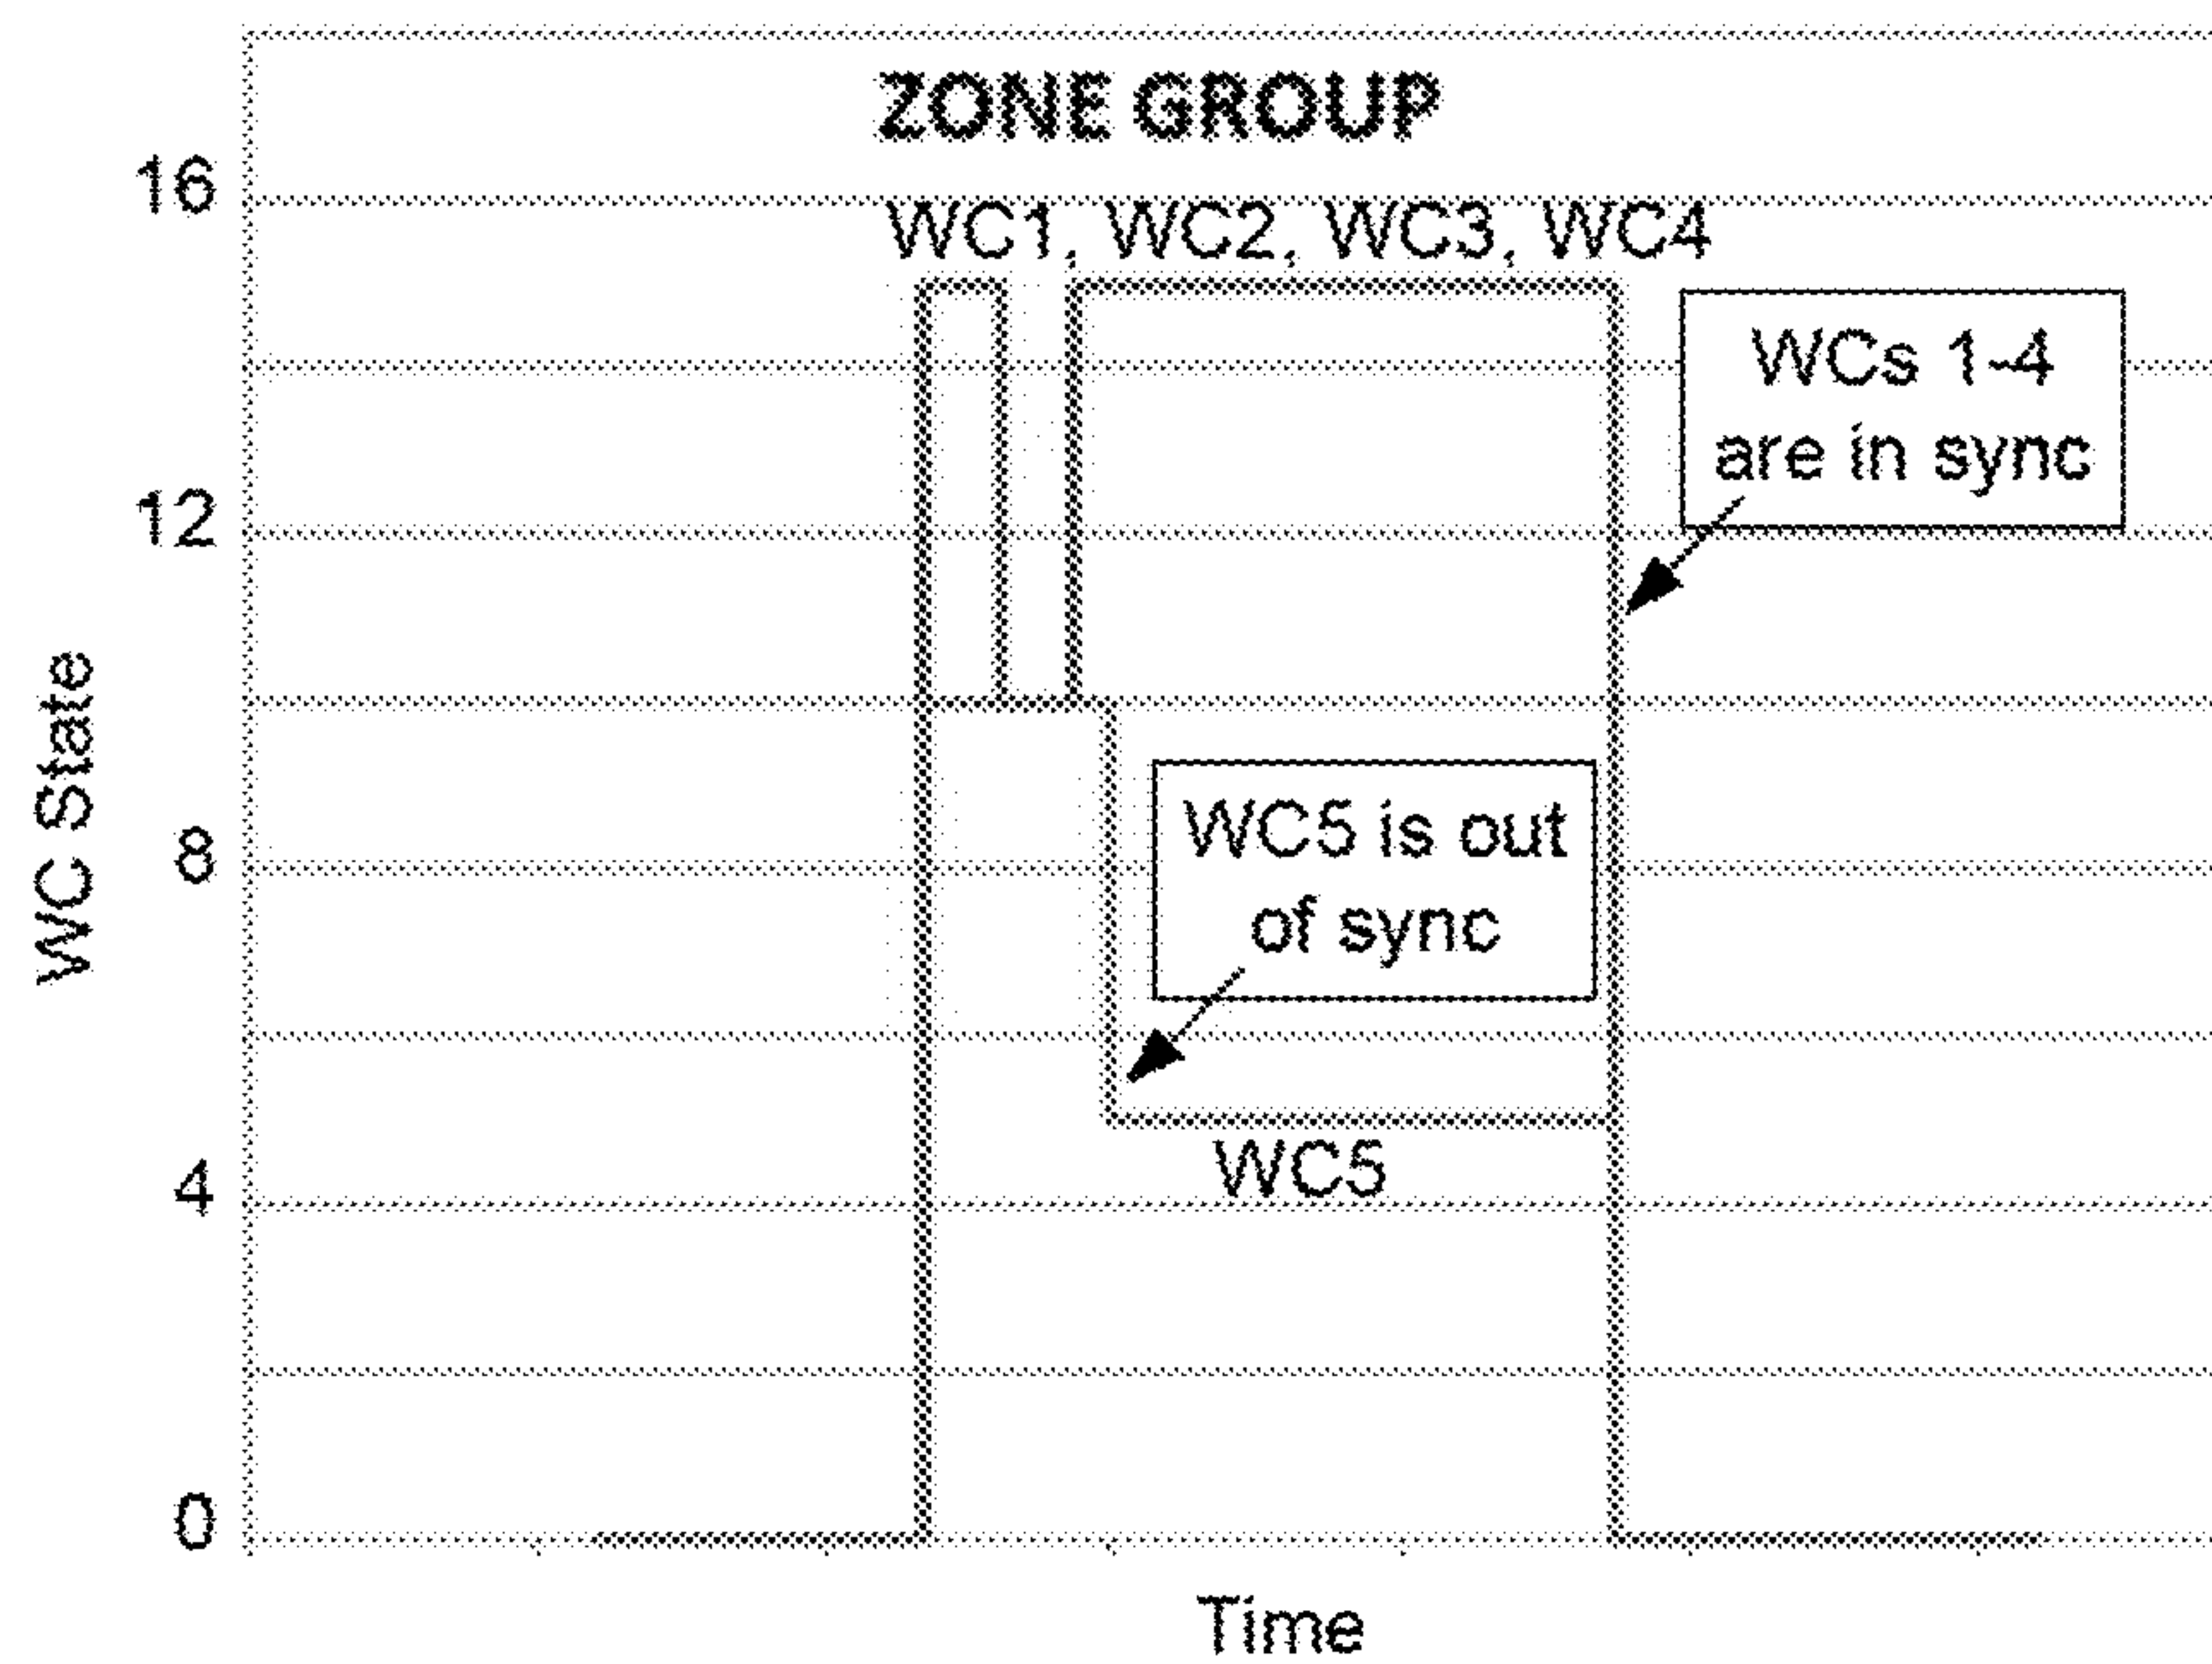 ZONE GROUP
16
WC1, WC2, WC3, WC4
WCs 1-4
are in sync
12
WC State
WC5 is out
of sync
8
WC5
4
0
Time